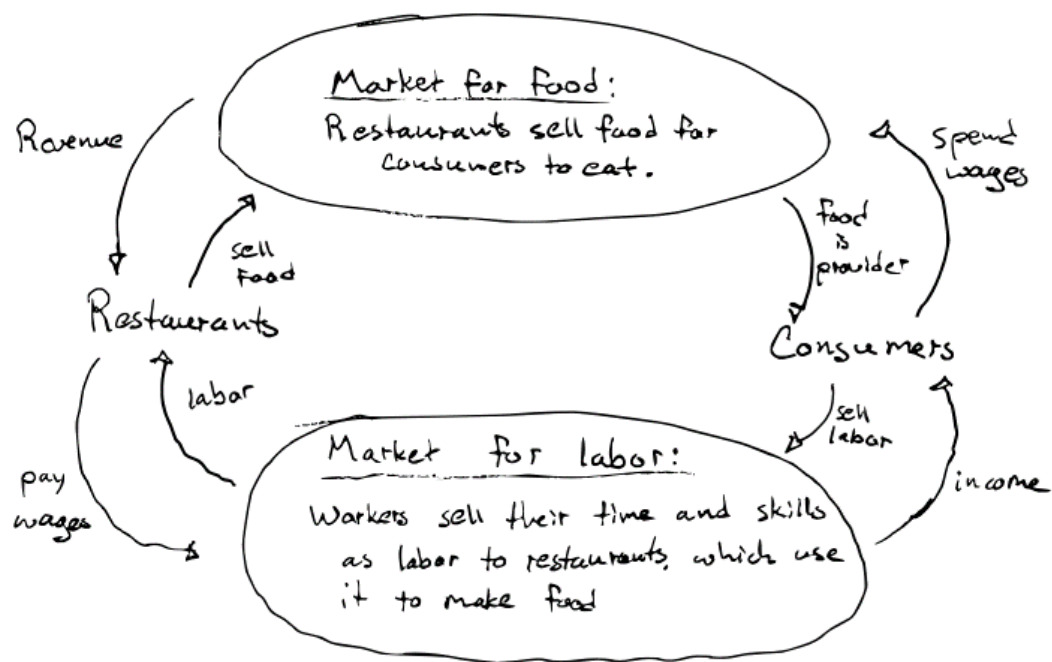 Market for food:
Restaurants sell food for
consumers to eat.
Revenue
spend
wages
sell
food
food
is
provider
Restaurants
Consumers
labor
sell
labor
Market for labor:
pay
wages
income
Workers sell their time and skills
as labor to restaurants, which use
it to make food